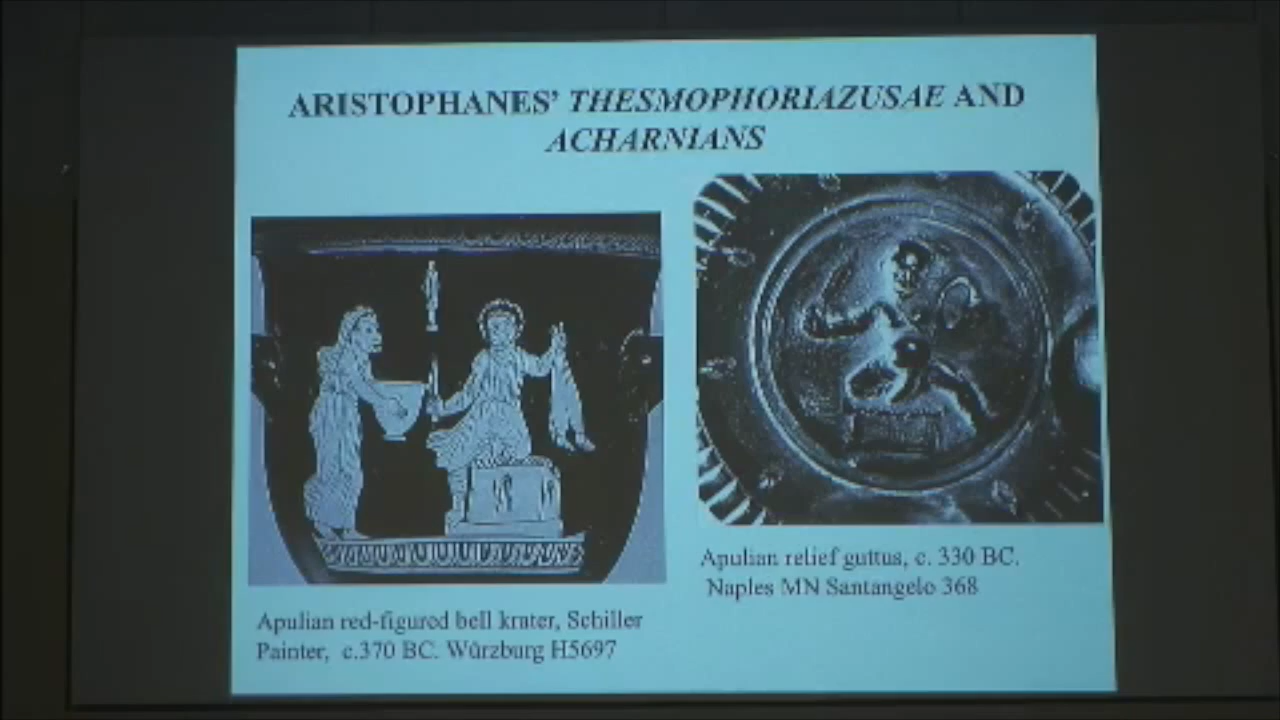 ARISTOPHANES' THESMOPHORIAZUSAE AND
ACHARNIANS
Apulian relief guttus, c. 330 BC.
Naples MN Santangelo 368
Apulian red-figured bell krater, Schiller
Painter, c.370 BC. Würzburg H5697